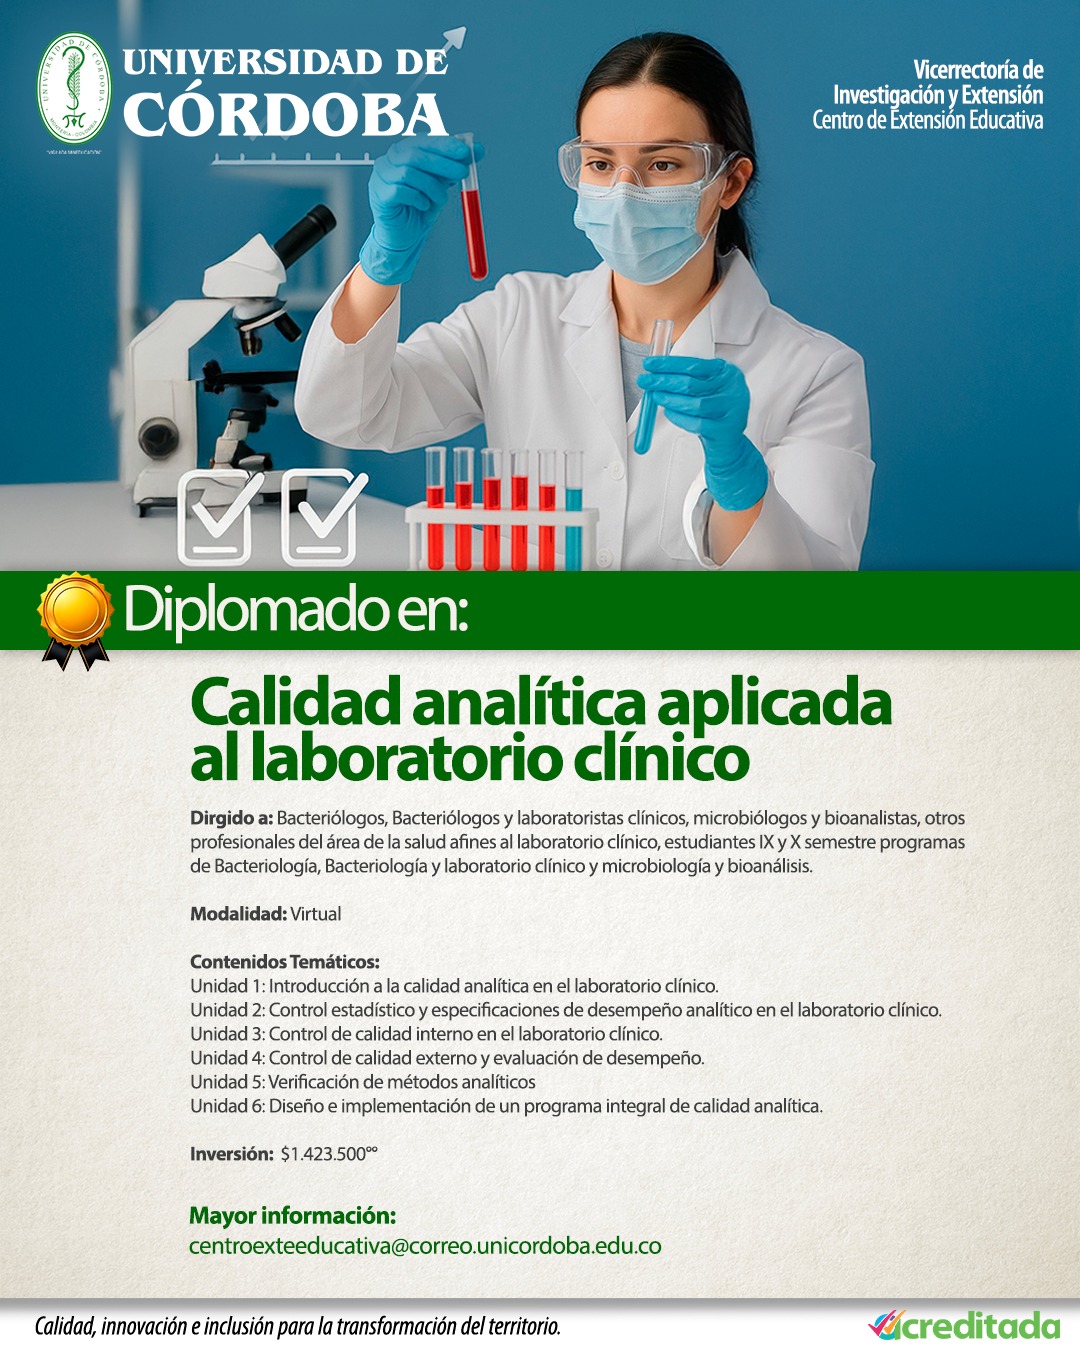 UNIVERSIDAD DE
CÓRDOBA
UNIVERSIDAD DE CÓRDOBA
MONTERÍA - COLOMBIA
Vicerrectoría de
Investigación y Extensión
Centro de Extensión Educativa
Diplomado en:
Calidad analítica aplicada
al laboratorio clínico
Dirgido a: Bacteriólogos, Bacteriólogos y laboratoristas clínicos, microbiólogos y bioanalistas, otros
profesionales del área de la salud afines al laboratorio clínico, estudiantes IX y X semestre programas
de Bacteriología, Bacteriología y laboratorio clínico y microbiología y bioanálisis.
Modalidad: Virtual
Contenidos Temáticos:
Unidad 1: Introducción a la calidad analítica en el laboratorio clínico.
Unidad 2: Control estadístico y especificaciones de desempeño analítico en el laboratorio clínico.
Unidad 3: Control de calidad interno en el laboratorio clínico.
Unidad 4: Control de calidad externo y evaluación de desempeño.
Unidad 5: Verificación de métodos analíticos
Unidad 6: Diseño e implementación de un programa integral de calidad analítica.
Inversión: $1.423.500°°
Mayor información:
centroexteeducativa@correo.unicordoba.edu.co
Calidad, innovación e inclusión para la transformación del territorio.
acreditada